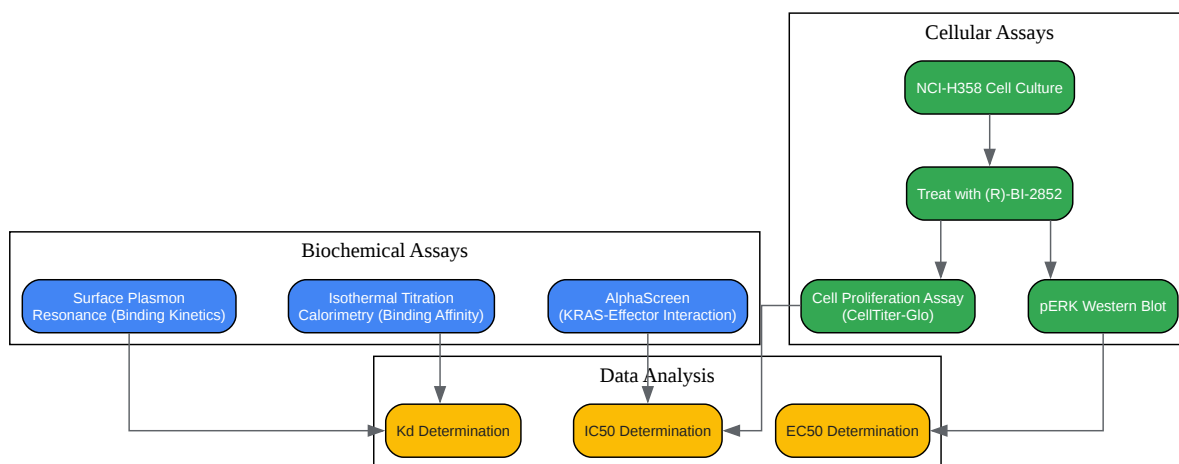 Cellular Assays
NCI-H358 Cell Culture
Treat with (R)-BI-2852
Biochemical Assays
Surface Plasmon
Resonance (Binding Kinetics)
Isothermal Titration
Calorimetry (Binding Affinity)
AlphaScreen
(KRAS-Effector Interaction)
Cell Proliferation Assay
(CellTiter-Glo)
pERK Western Blot
Data Analysis
Kd Determination
IC50 Determination
EC50 Determination